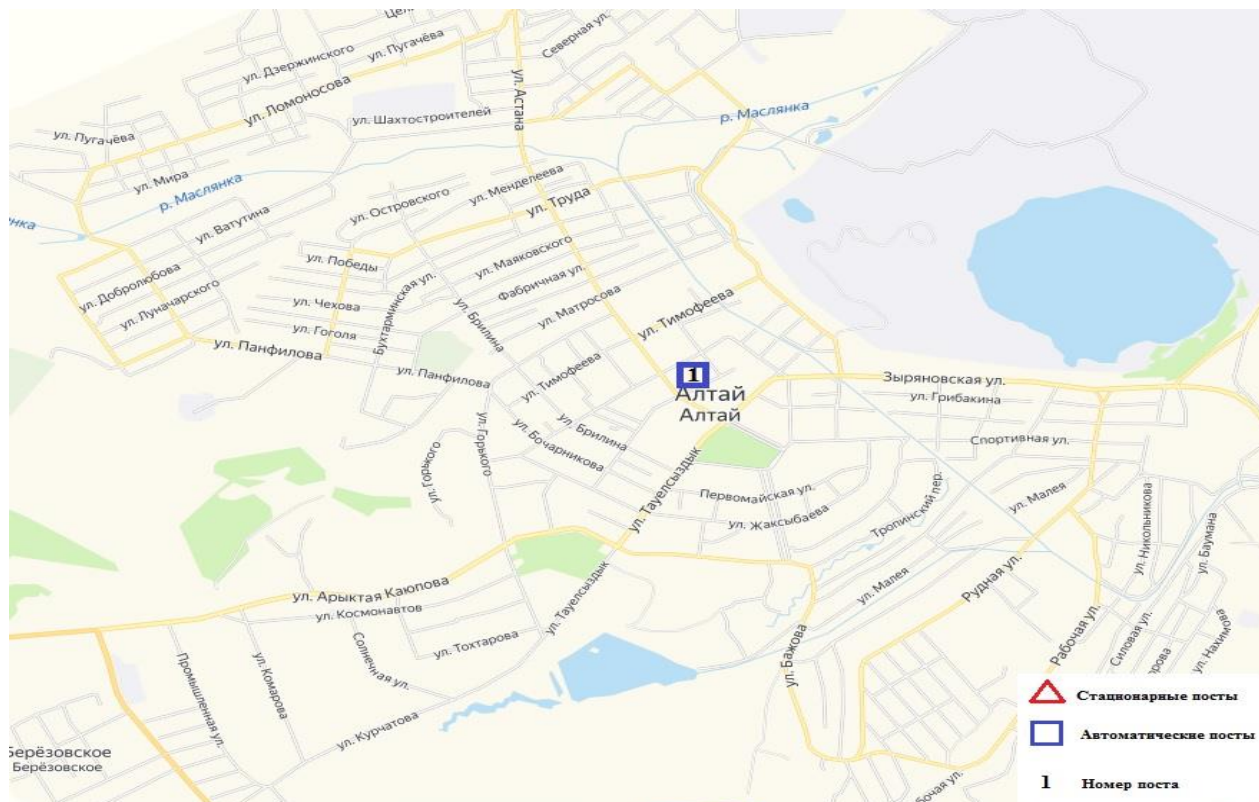 Цел
ул. Пугачёва
ул. Дзержинского
Северная ул.
ул. Ломоносова
ул. Астана
ул. Шахтостроителей
р. Маслянка
ул. Пугачёва
ул. Мира
р. Маслянка
ул. Менделеева
ул. Островского
ул. Труда
нка
ул. Ватутина
ул. Победы
ул. Маяковского
ул. Добролюбова
Фабричная ул.
Бухтарминская ул.
ул. Луначарского
ул. Чехова
ул. Матросова
ул. Тимофеева
ул. Гоголя
ул. Брилина
ул. Панфилова
ул. Панфилова
ул. Тимофеева
1
Алтай
Алтай
Зыряновская ул.
ул. Грибакина
ул. Горького
ул. Брилина
ул. Бочарникова
Спортивная ул.
ул. Горького
ул. Тауелсыздык
Первомайская ул.
ул. Жаксыбаева
Тропинский пер.
ул. Малея
ул. Никольникова
ул. Баумана
ул. Арыктая Каюпова
ул. Космонавтов
ул. Тауелсыздык
ул. Малея
Рудная ул.
ул. Тохтарова
Солнечная ул.
ул. Бажова
Рабочая ул.
Силовая ул.
орова
ул. Нахимова
Промышленная ул.
ул. Комарова
ул. Курчатова
Берёзовское
Берёзовское
бочая ул.
Стационарные посты
Автоматические посты
1 Номер поста